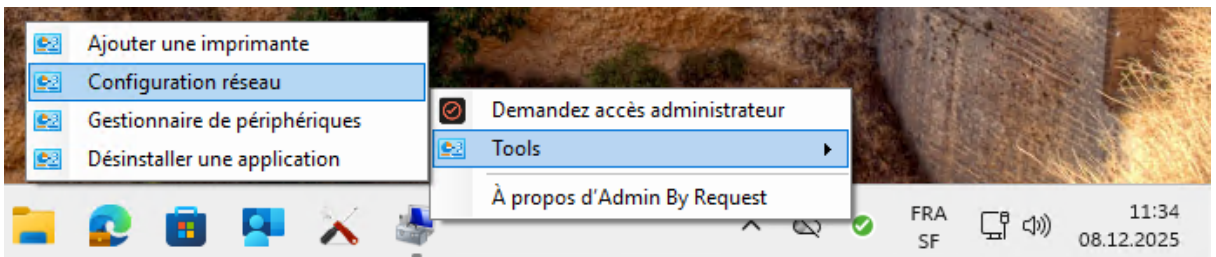 Ajouter une imprimante
Configuration réseau
Gestionnaire de périphériques
Désinstaller une application
Demandez accès administrateur
Tools
À propos d'Admin By Request
FRA
SF
11:34
08.12.2025